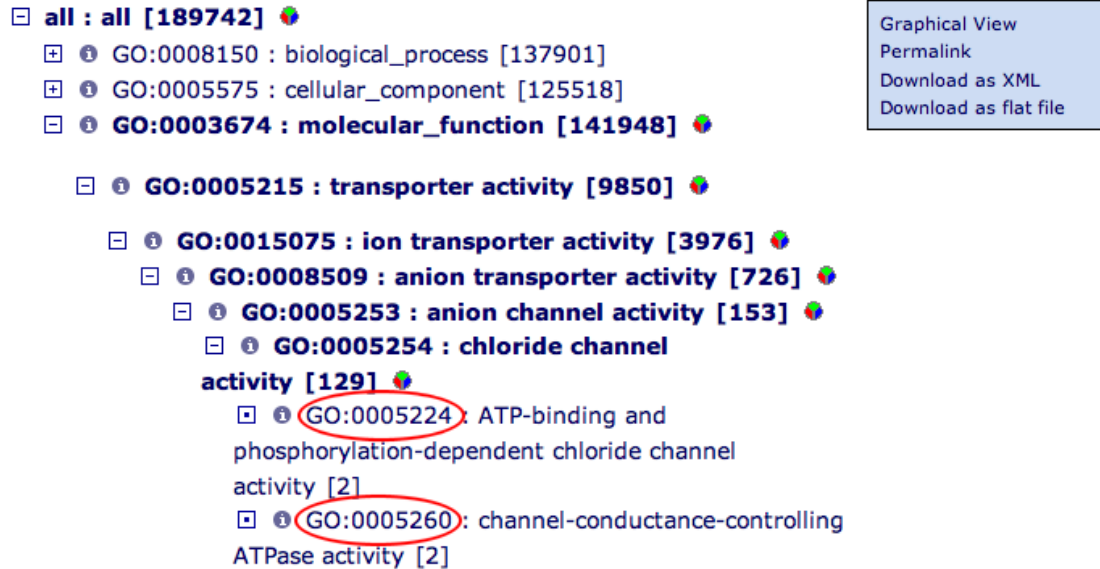 all : all [189742]
GO:0008150 : biological_process [137901]
GO:0005575 : cellular_component [125518]
GO:0003674 : molecular_function [141948]
GO:0005215 : transporter activity [9850]
GO:0015075 : ion transporter activity [3976]
GO:0008509 : anion transporter activity [726]
GO:0005253 : anion channel activity [153]
GO:0005254 : chloride channel
activity [129]
GO:0005224 : ATP-binding and
phosphorylation-dependent chloride channel
activity [2]
GO:0005260 : channel-conductance-controlling
ATPase activity [2]
Graphical View
Permalink
Download as XML
Download as flat file